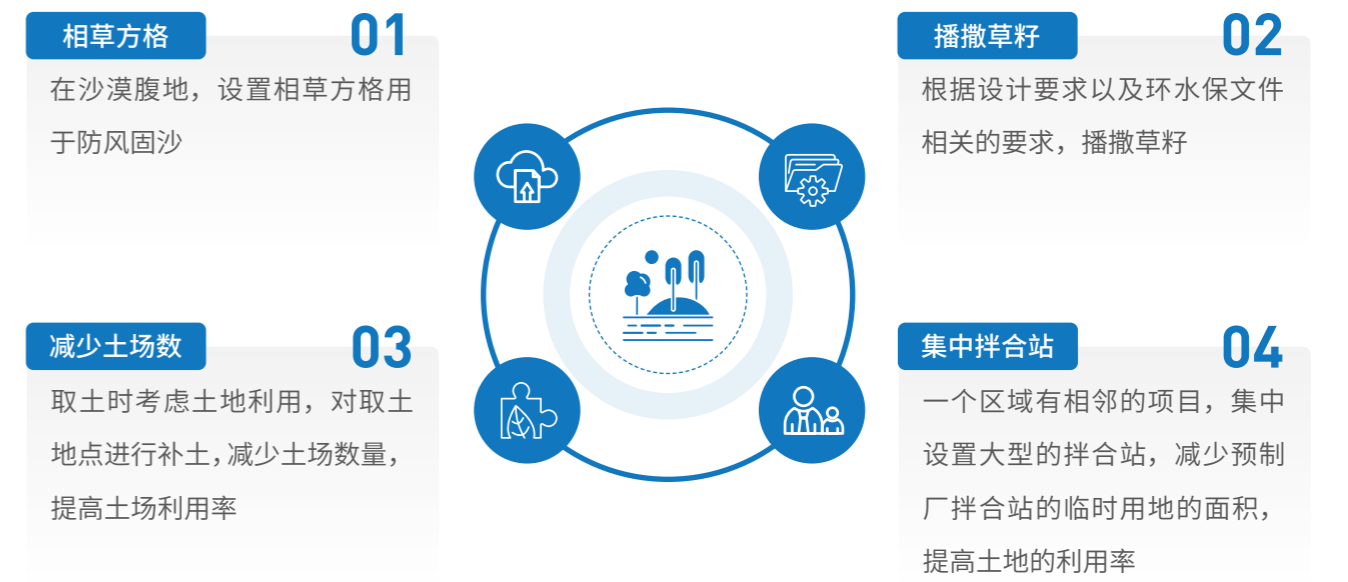 相草方格
01
在沙漠腹地，设置相草方格用
于防风固沙
播撒草籽
02
根据设计要求以及环水保文件
相关的要求，播撒草籽
减少土场数
03
取土时考虑土地利用，对取土
地点进行补土，减少土场数量，
提高土场利用率
集中拌合站
04
一个区域有相邻的项目，集中
设置大型的拌合站，减少预制
厂拌合站的临时用地的面积，
提高土地的利用率